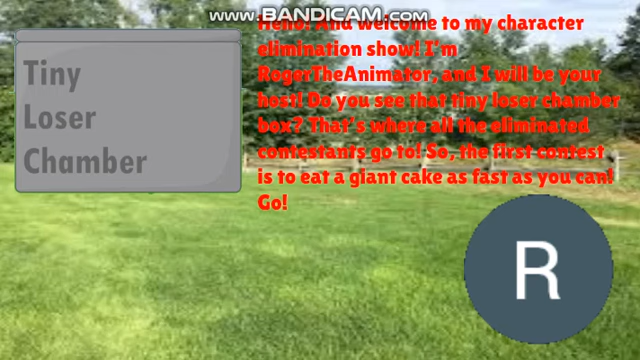 www.BANDICAM.com
Hello! And welcome to my character
elimination show! I'm
RogerTheAnimator, and I will be your
host! Do you see that tiny loser chamber
box? That's where all the eliminated
contestants go to! So, the first contest
is to eat a giant cake as fast as you can!
Go!
Tiny
Loser
Chamber
R